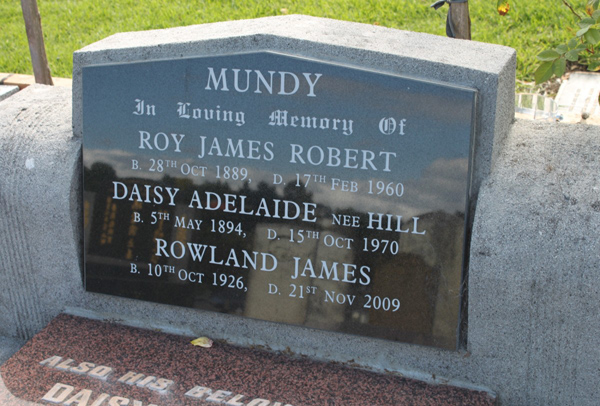 MUNDY
In Loving Memory Of
ROY JAMES ROBERT
B. 28TH OCT 1889, D. 17TH FEB 1960
DAISY ADELAIDE NEE HILL
B. 5TH MAY 1894, D. 15TH OCT 1970
ROWLAND JAMES
B. 10TH OCT 1926, D. 21ST NOV 2009
ALSO HIS
DAISY